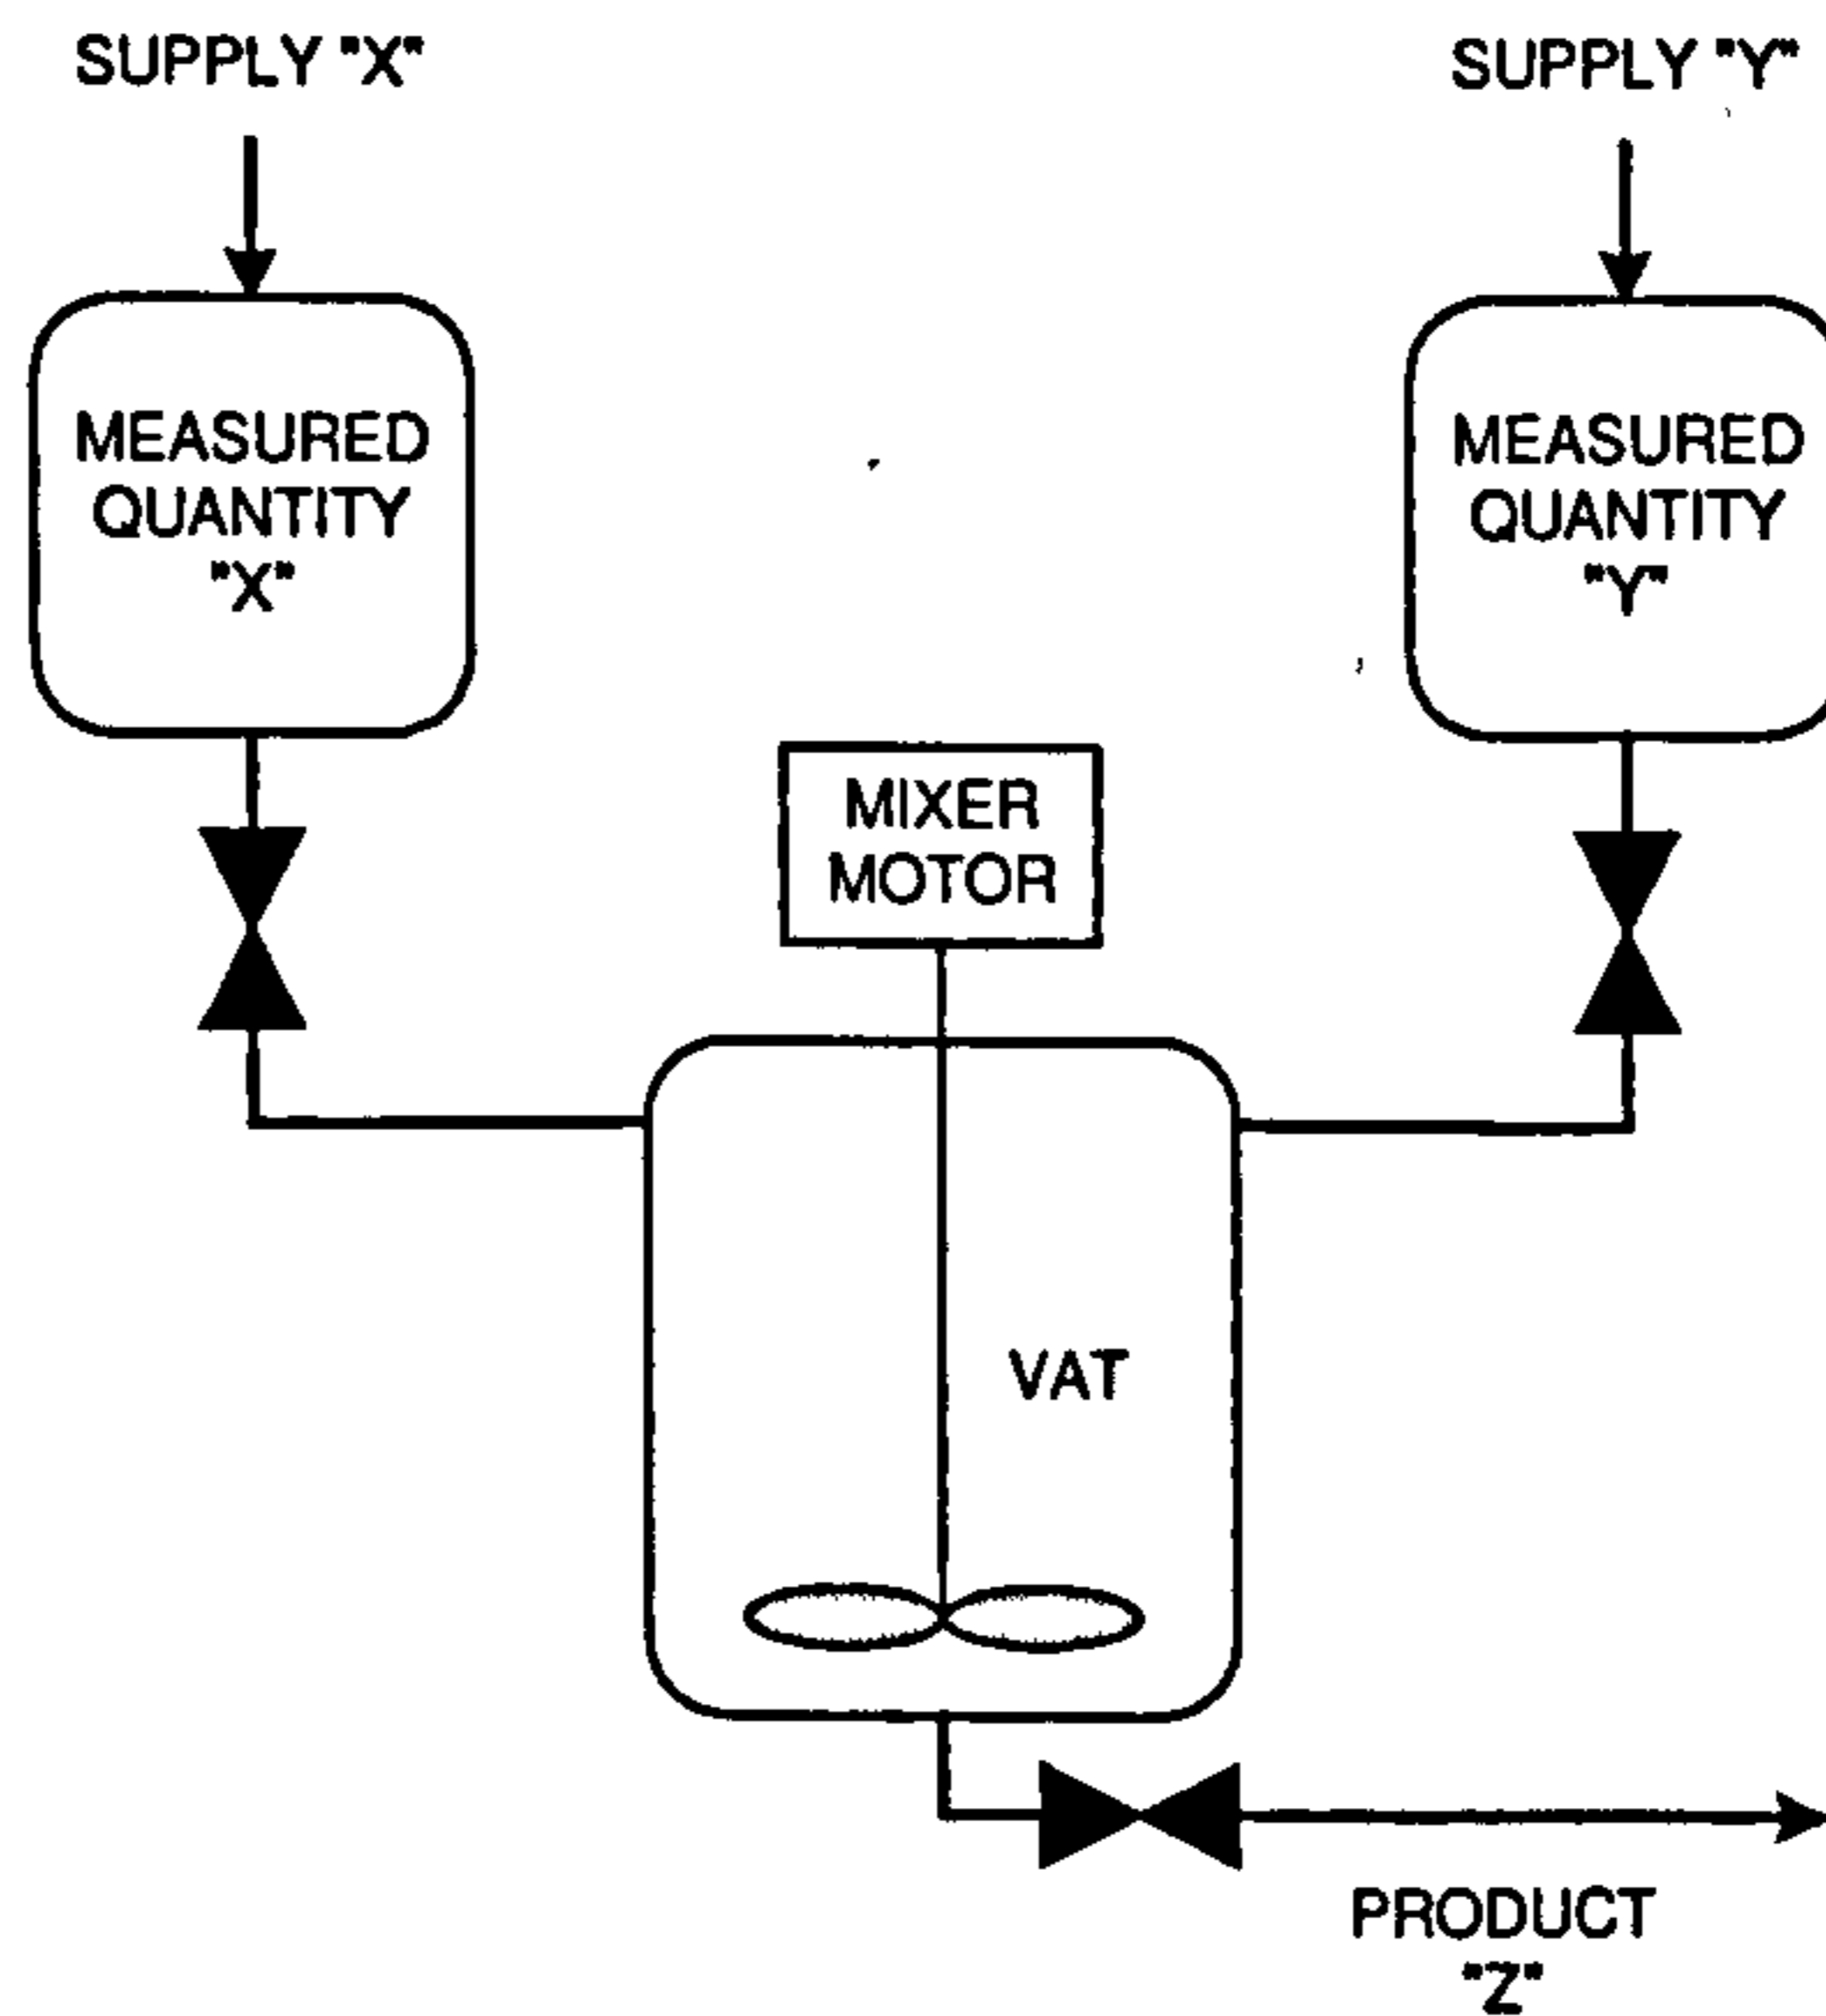 SUPPLY "X"
SUPPLY "Y"
MEASURED
QUANTITY
"X"
MEASURED
QUANTITY
"Y"
MIXER
MOTOR
VAT
PRODUCT
"Z"